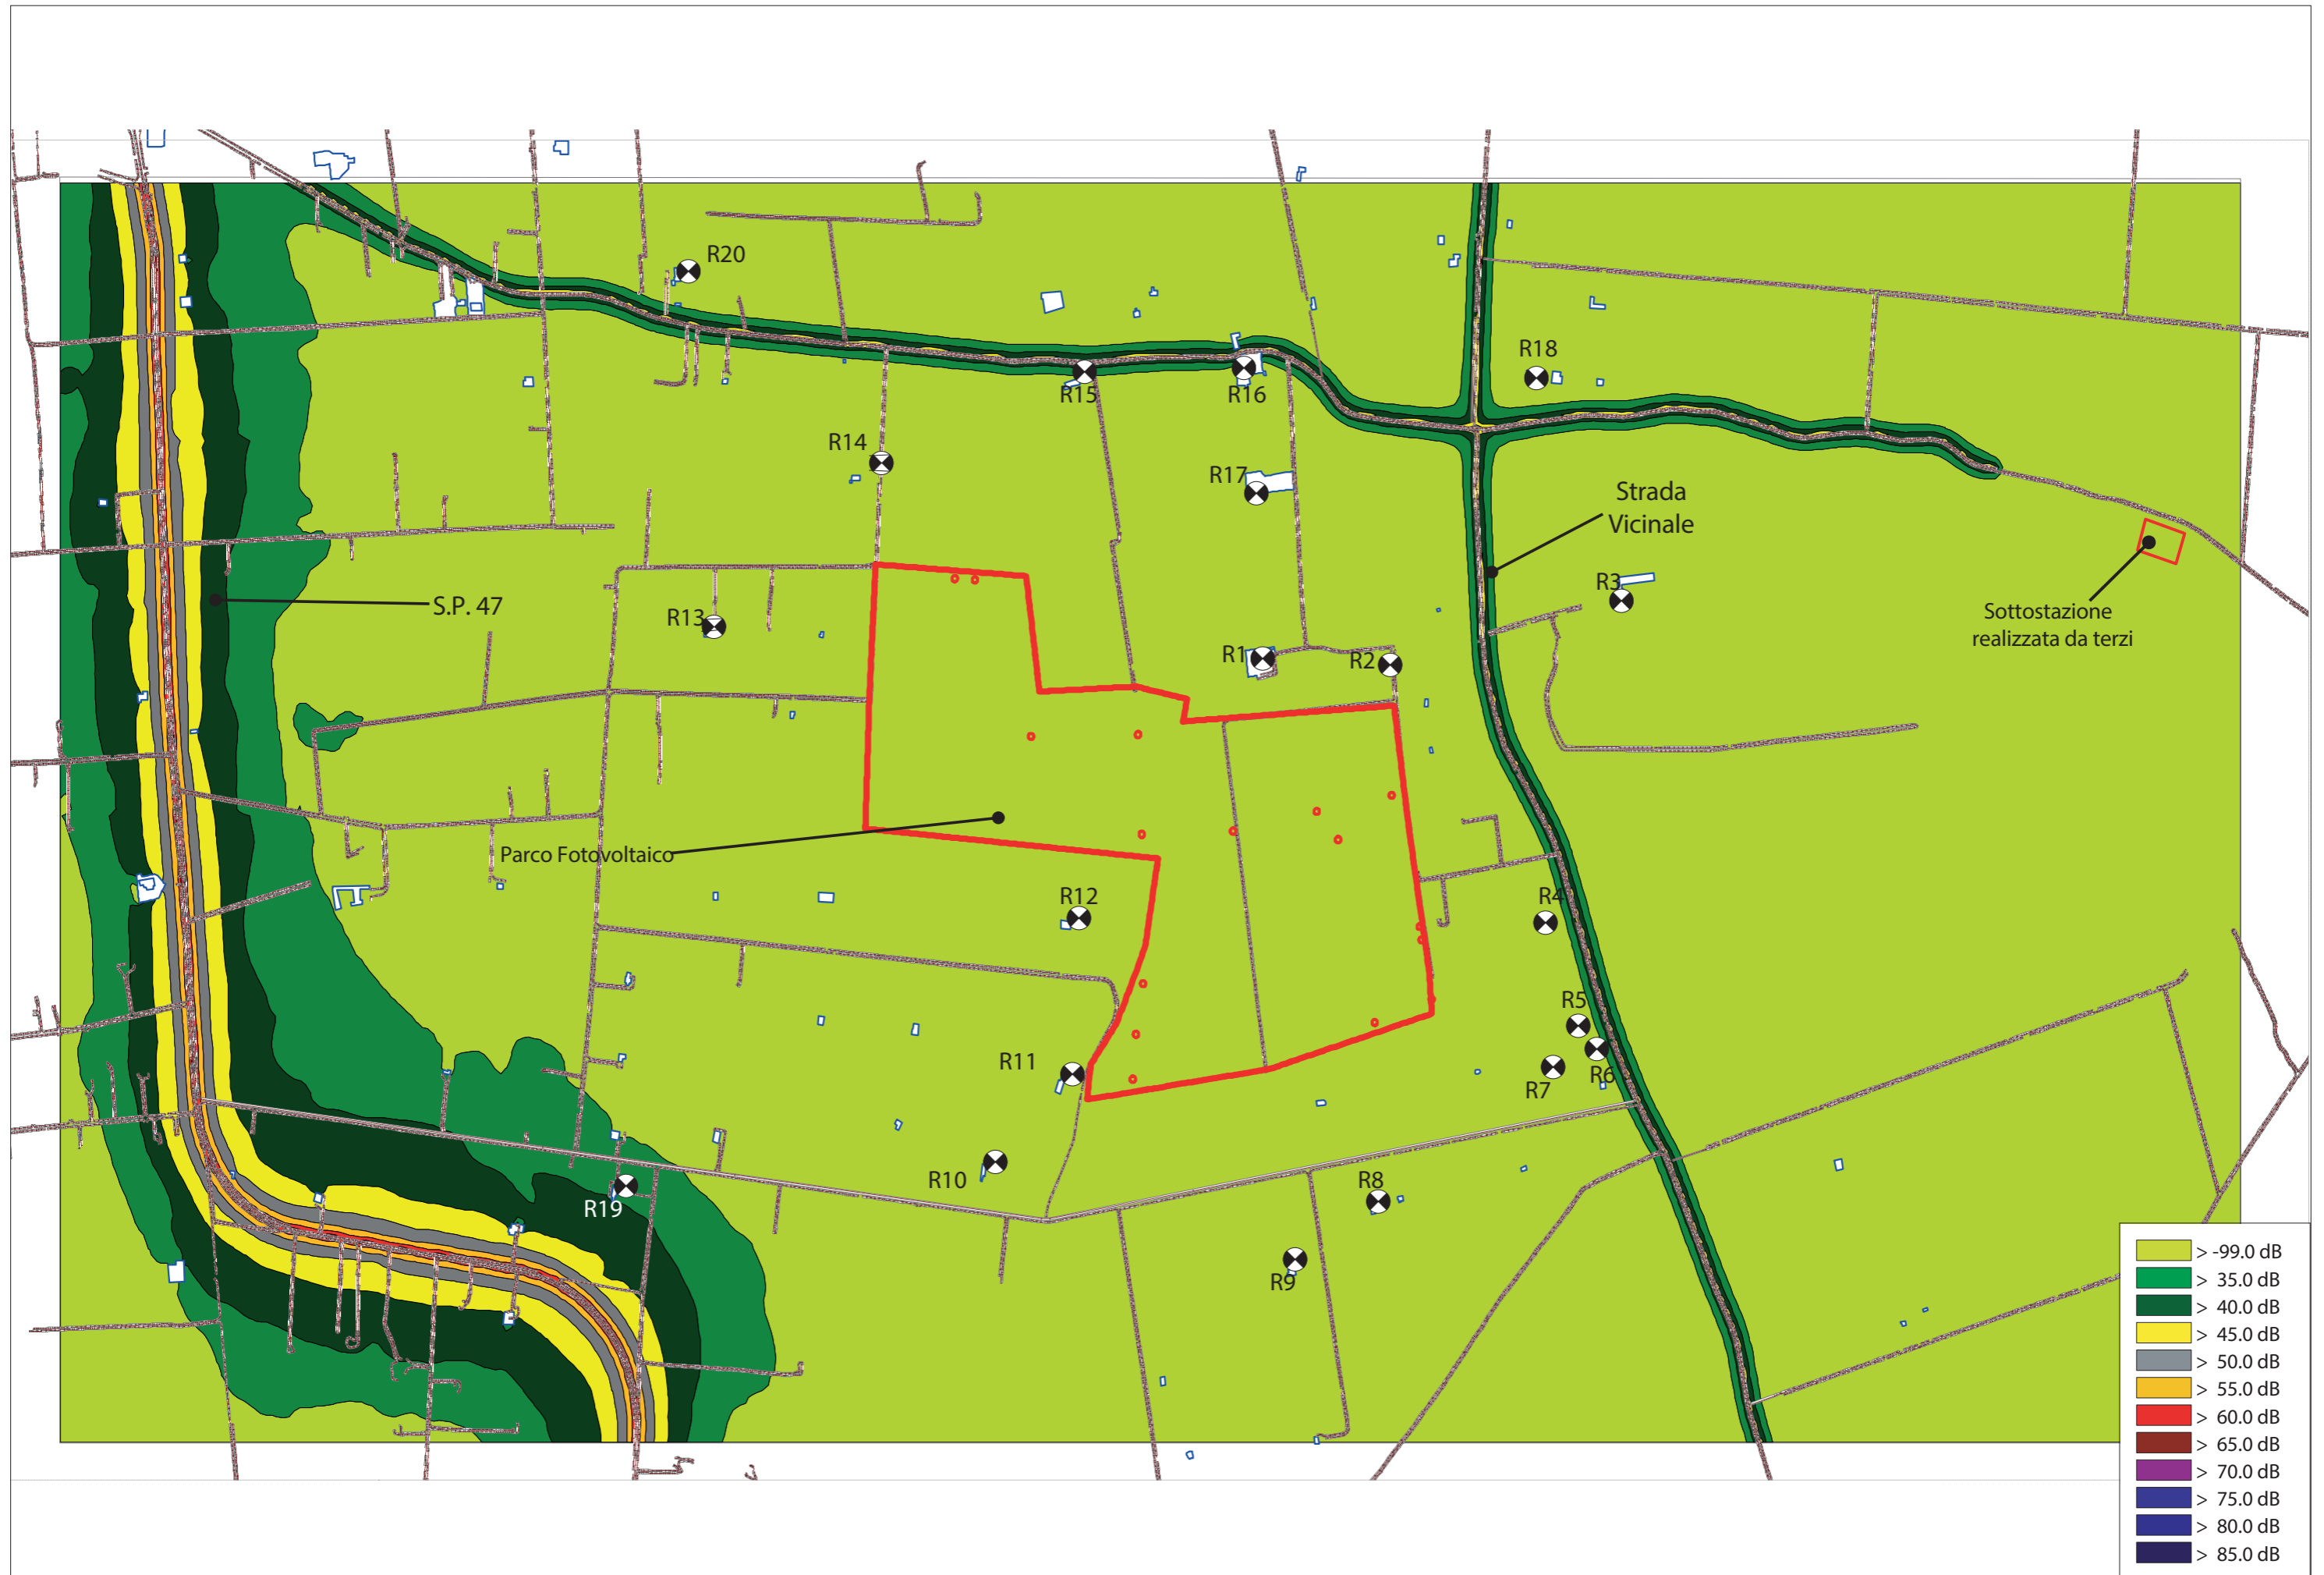 R20
R18
R15
R16
R14
R17
Strada
Vicinale
R3
S.P. 47
R13
Sottostazione
realizzata da terzi
R1
R2
Parco Fotovoltaico
R12
R4
R5
R11
R6
R7
R10
R8
R19
R9
> -99.0 dB
> 35.0 dB
> 40.0 dB
> 45.0 dB
> 50.0 dB
> 55.0 dB
> 60.0 dB
> 65.0 dB
> 70.0 dB
> 75.0 dB
> 80.0 dB
> 85.0 dB